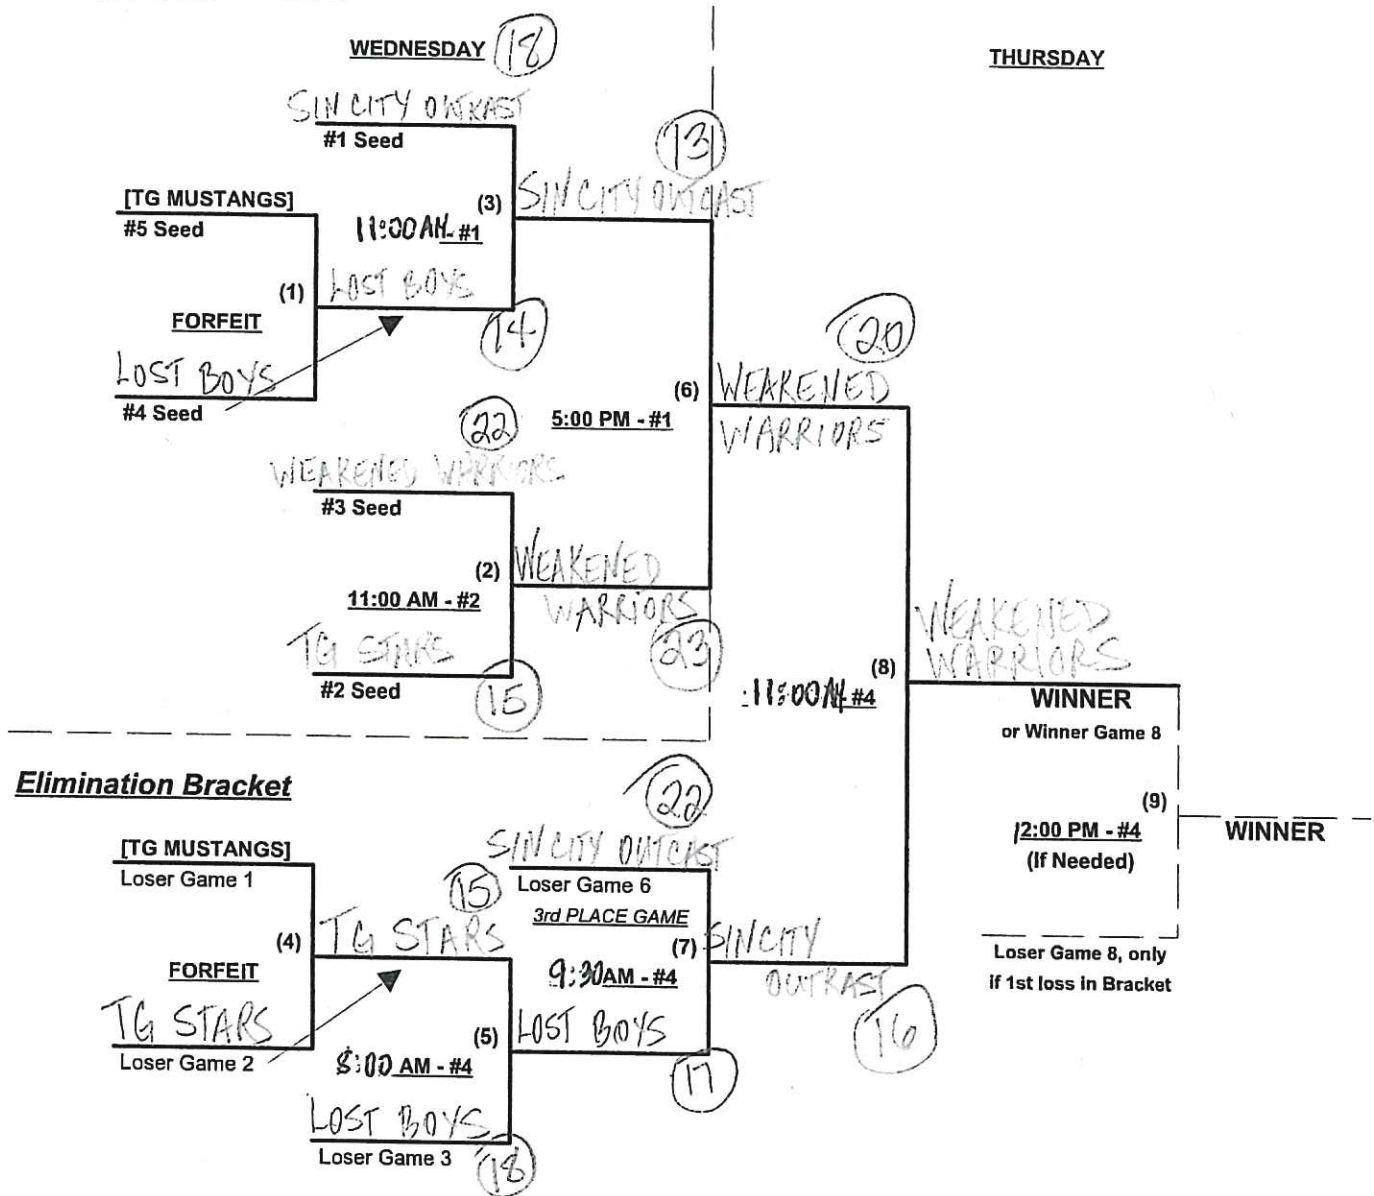 WEDNESDAY 18
THURSDAY
SIN CITY OUTKAST
#1 Seed
13
[TG MUSTANGS]
#5 Seed
(3)
SIN CITY OUTCAST
11:00 AM - #1
(1)
LOST BOYS
FORFEIT
14
20
LOST BOYS
#4 Seed
(6)
WEAKENED
WARRIORS
22
5:00 PM - #1
WEAKENED WARRIORS
#3 Seed
(2)
WEAKENED
WARRIORS
11:00 AM - #2
TG STARS
#2 Seed
15
23
(8)
11:00 AM #4
WEAKENED
WARRIORS
WINNER
or Winner Game 8
Elimination Bracket
22
(9)
12:00 PM - #4
(If Needed)
WINNER
[TG MUSTANGS]
Loser Game 1
SIN CITY OUTCAST
15
Loser Game 6
3rd PLACE GAME
(4)
TG STARS
(7)
SIN CITY
OUTKAST
FORFEIT
9:30 AM - #4
Loser Game 8, only
if 1st loss in Bracket
TG STARS
Loser Game 2
(5)
LOST BOYS
16
8:00 AM - #4
17
LOST BOYS
Loser Game 3
18